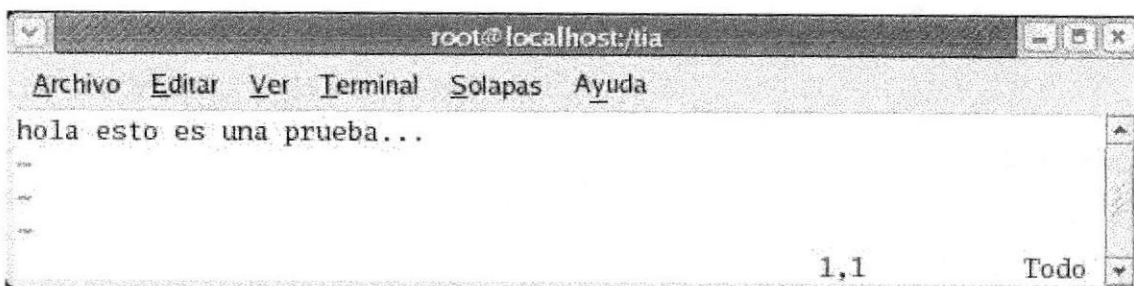 root@localhost:/tia
Archivo Editar Ver Terminal Solapas Ayuda
hola esto es una prueba...
~
~
~
1,1 Todo